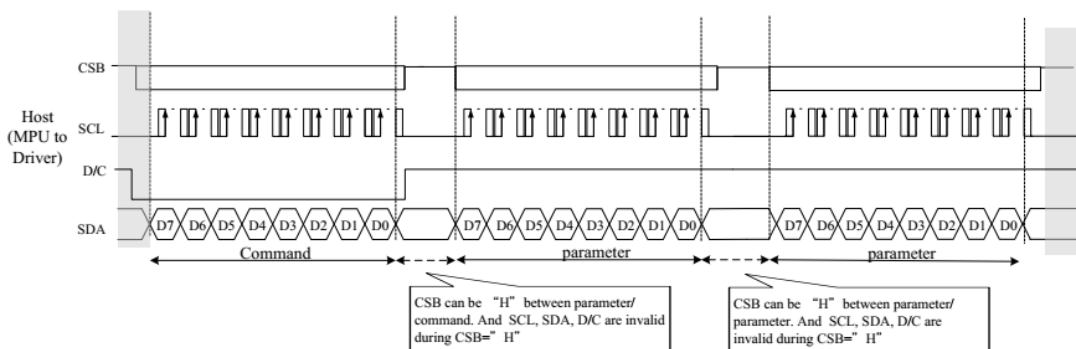 CSB
Host
(MPU to
Driver)
SCL
D/C
SDA
D7 D6 D5 D4 D3 D2 D1 D0 D7 D6 D5 D4 D3 D2 D1 D0 D7 D6 D5 D4 D3 D2 D1 D0
Command parameter parameter
CSB can be “H” between parameter/
command. And SCL, SDA, D/C are invalid
during CSB=” H”
CSB can be “H” between parameter/
parameter. And SCL, SDA, D/C are
invalid during CSB=” H”